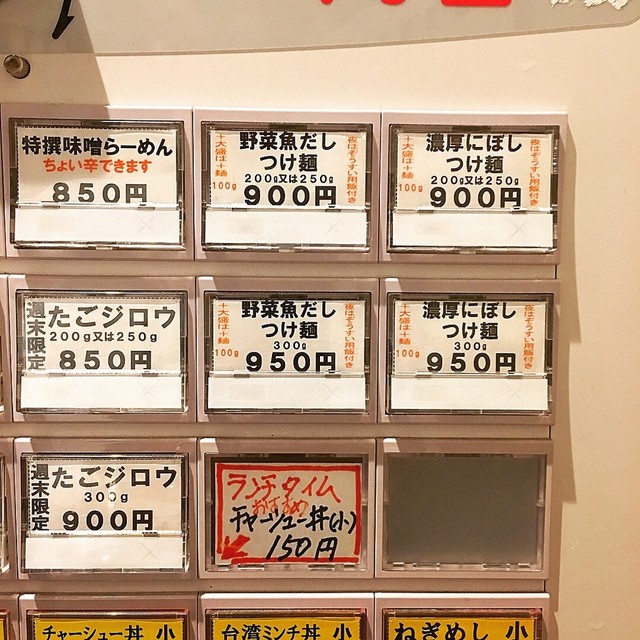 特撰味噌らーめん
ちょい辛できます
850円
野菜魚だし
つけ麺
200g又は250g
900円
大盛は+麺
100g
夜はぞうすい用飯付き
濃厚にぼし
つけ麺
200g又は250g
900円
大盛は+麺
100g
夜はぞうすい用飯付き
週末限定
たごジロウ
200g又は250g
850円
野菜魚だし
つけ麺
300g
950円
大盛は+麺
100g
夜はぞうすい用飯付き
濃厚にぼし
つけ麺
300g
950円
大盛は+麺
100g
夜はぞうすい用飯付き
週末限定
たごジロウ
300g
900円
ランチタイム
おすすめ
チャーシュー丼(小)
150円
チャーシュー丼 小
台湾ミンチ丼 小
ねぎめし 小